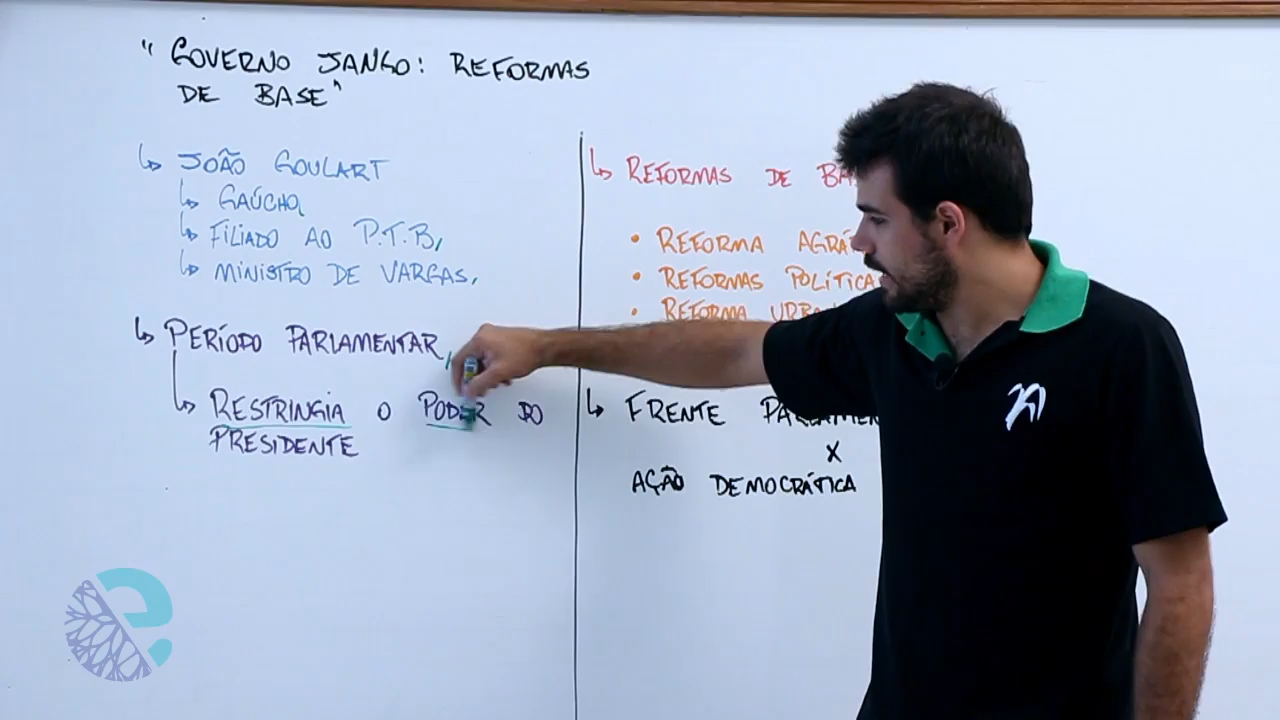 "GOVERNO JANGO: REFORMAS
DE BASE"
↳ JOÃO GOULART
↳ GAÚCHO,
↳ FILIADO AO P.T.B,
↳ MINISTRO DE VARGAS,
↳ PERÍODO PARLAMENTAR,
↳ RESTRINGIA O PODER DO
PRESIDENTE
↳ REFORMAS DE BA
• REFORMA AGRÁ
• REFORMAS POLÍTICA
• REFORMA URBA
↳ FRENTE PARLAMEN
X
AÇÃO DEMOCRÁTICA